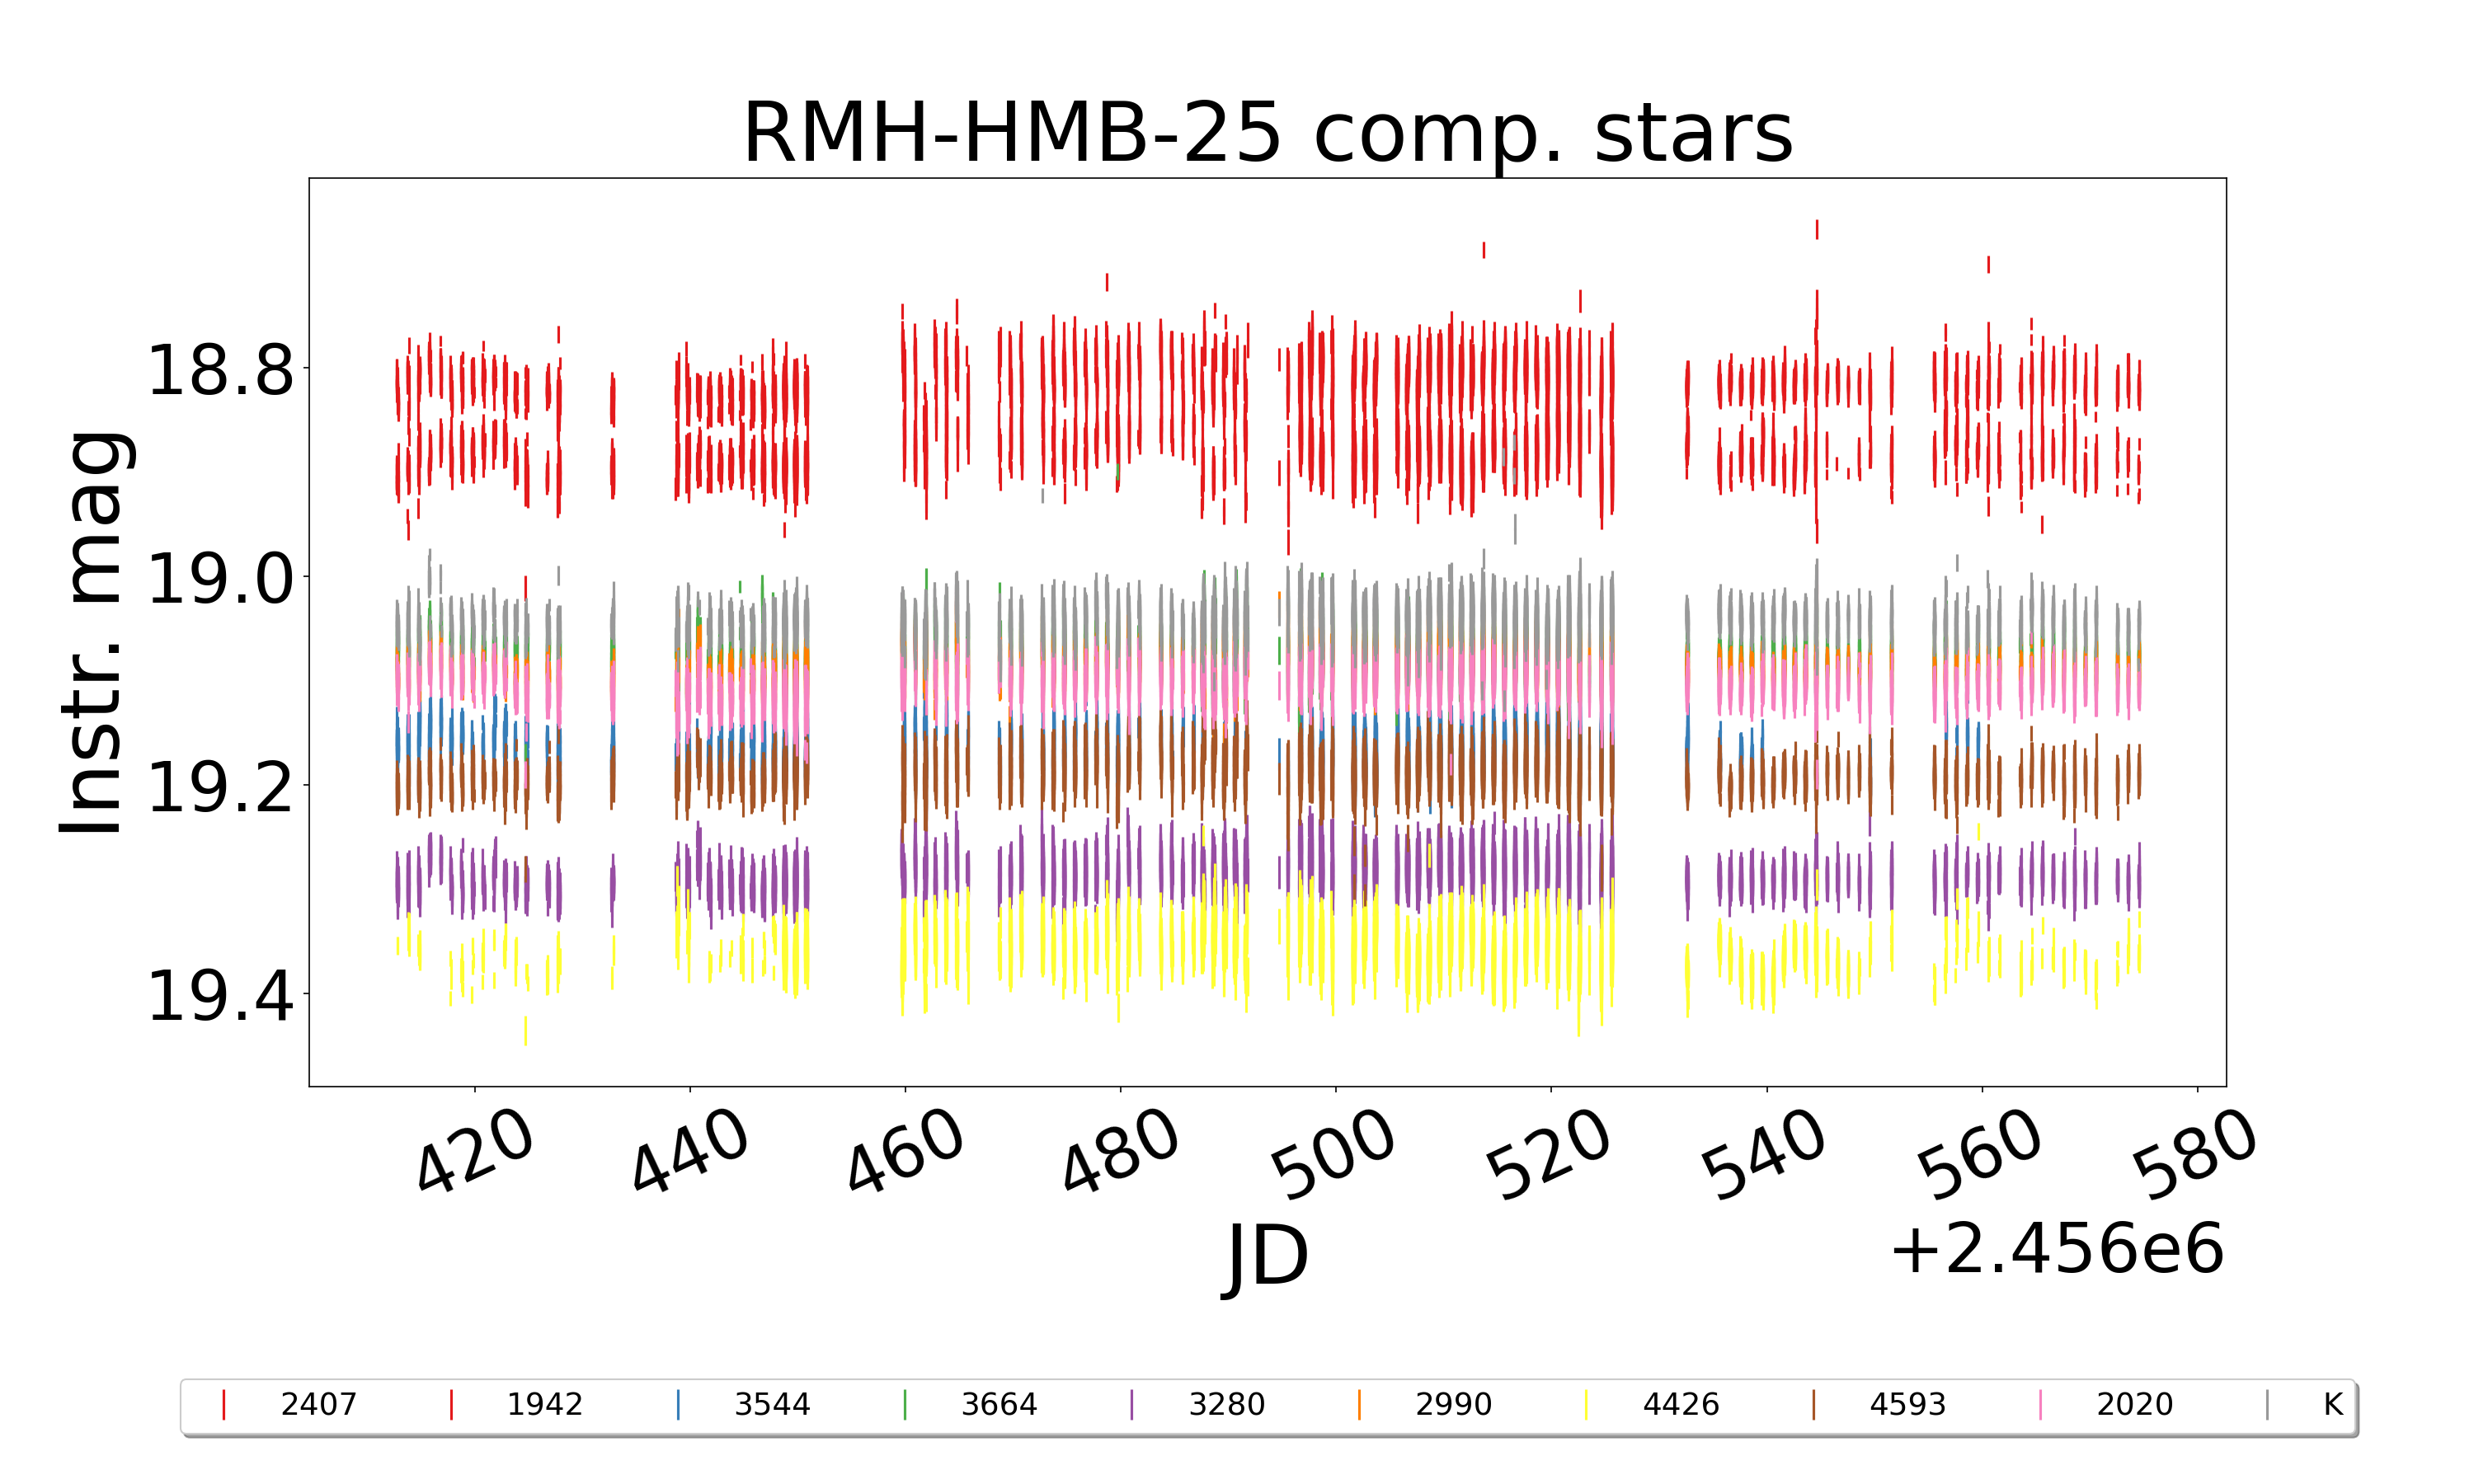 RMH-HMB-25 comp. stars
Instr. mag
18.8
19.0
19.2
19.4
420 440 460 480 500 520 540 560 580
JD
+2.456e6
2407 1942 3544 3664 3280 2990 4426 4593 2020 K